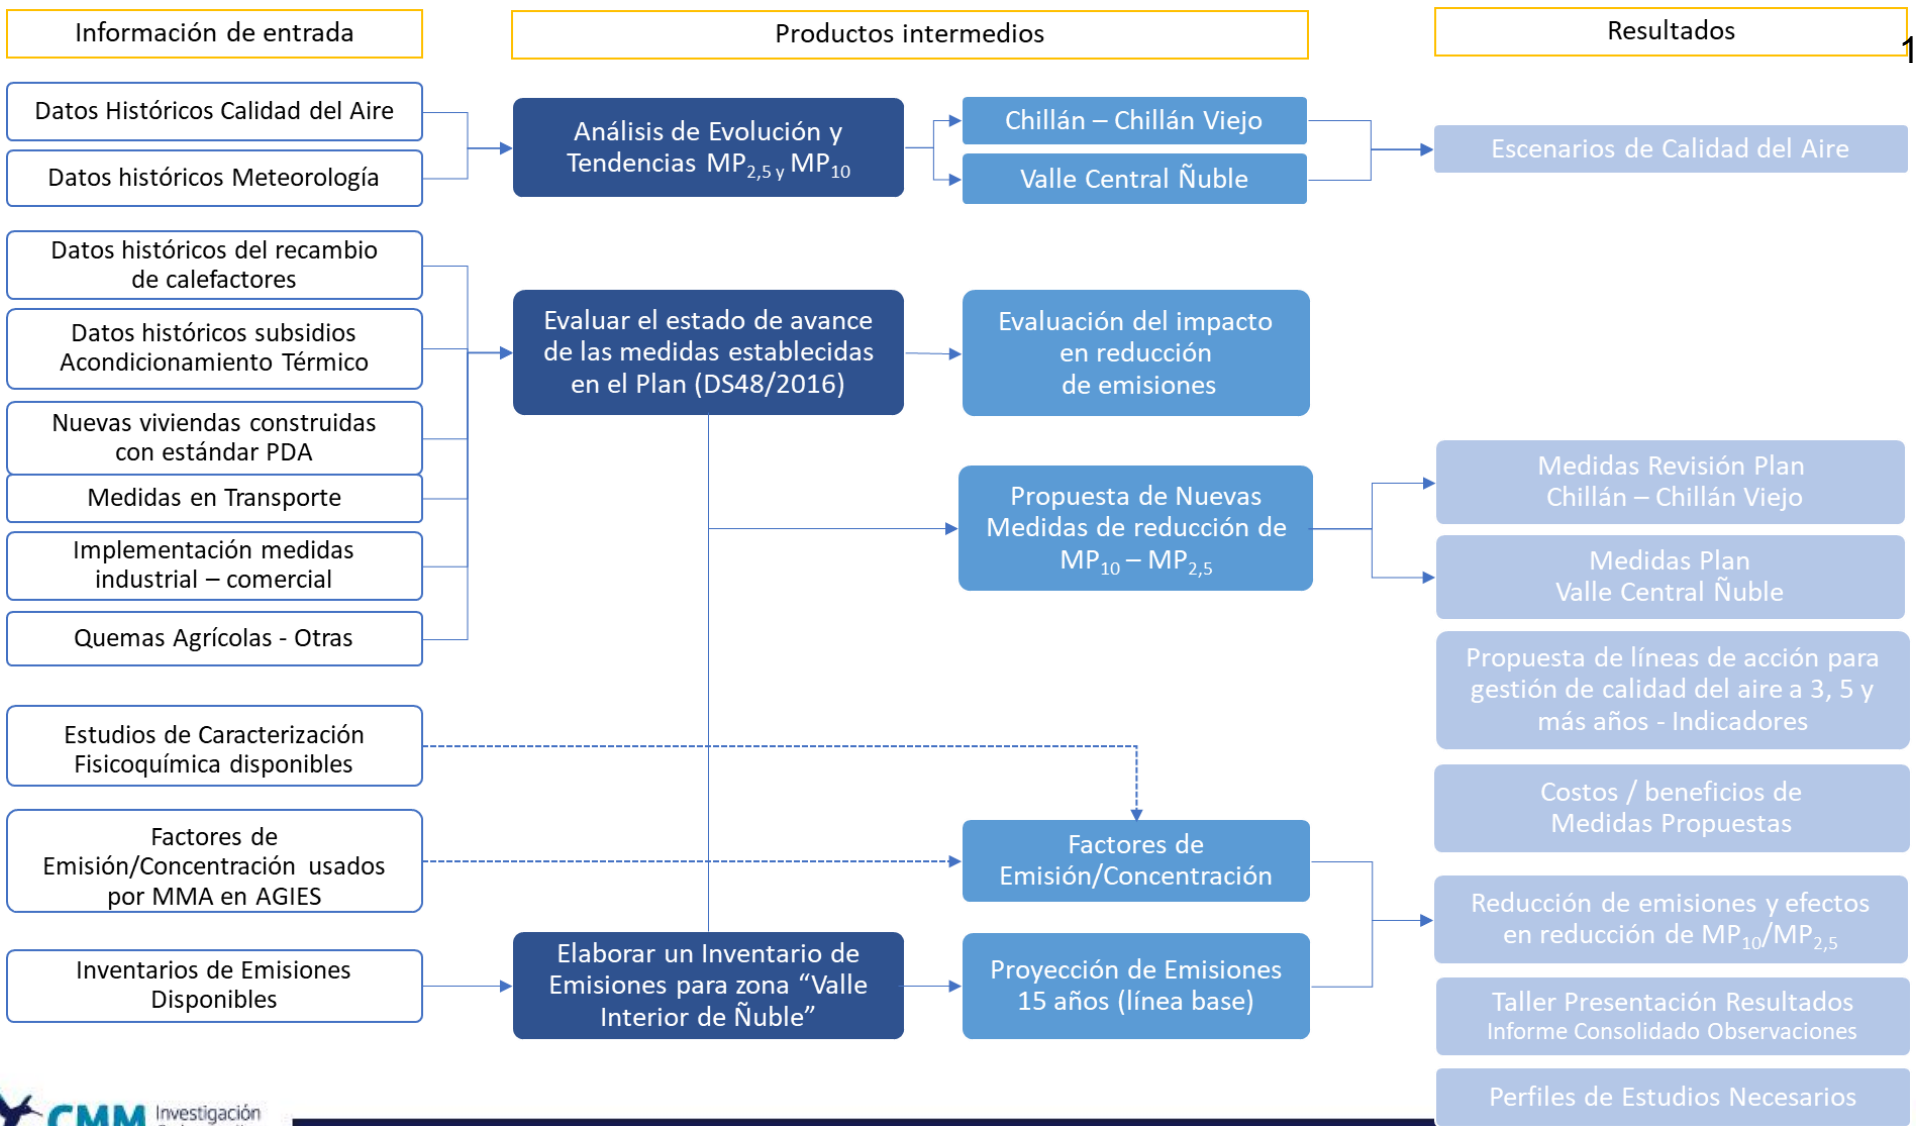 Información de entrada
Productos intermedios
Resultados
1
Datos Históricos Calidad del Aire
Datos históricos Meteorología
Análisis de Evolución y
Tendencias MP2,5 y MP10
Chillán – Chillán Viejo
Valle Central Ñuble
Escenarios de Calidad del Aire
Datos históricos del recambio
de calefactores
Datos históricos subsidios
Acondicionamiento Térmico
Nuevas viviendas construidas
con estándar PDA
Medidas en Transporte
Implementación medidas
industrial – comercial
Quemas Agrícolas - Otras
Evaluar el estado de avance
de las medidas establecidas
en el Plan (DS48/2016)
Evaluación del impacto
en reducción
de emisiones
Propuesta de Nuevas
Medidas de reducción de
MP10 – MP2,5
Medidas Revisión Plan
Chillán – Chillán Viejo
Medidas Plan
Valle Central Ñuble
Propuesta de líneas de acción para
gestión de calidad del aire a 3, 5 y
más años - Indicadores
Costos / beneficios de
Medidas Propuestas
Estudios de Caracterización
Fisicoquímica disponibles
Factores de
Emisión/Concentración usados
por MMA en AGIES
Inventarios de Emisiones
Disponibles
Elaborar un Inventario de
Emisiones para zona “Valle
Interior de Ñuble”
Factores de
Emisión/Concentración
Proyección de Emisiones
15 años (línea base)
Reducción de emisiones y efectos
en reducción de MP10/MP2,5
Taller Presentación Resultados
Informe Consolidado Observaciones
Perfiles de Estudios Necesarios
CMM Investigación